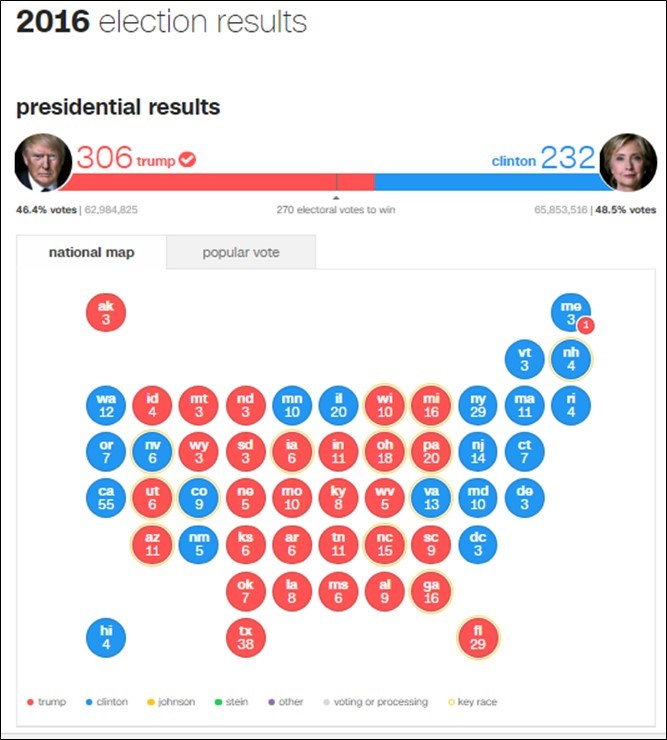 2016 election results
presidential results
306 trump
clinton 232
46.4% votes | 62,984,825
270 electoral votes to win
65,853,516 | 48.5% votes
national map
popular vote
ak
3
me
3
1
vt
3
nh
4
wa
12
id
4
mt
3
nd
3
mn
10
il
20
wi
10
mi
16
ny
29
ma
11
ri
4
or
7
nv
6
wy
3
sd
3
ia
6
in
11
oh
18
pa
20
nj
14
ct
7
ca
55
ut
6
co
9
ne
5
mo
10
ky
8
wv
5
va
13
md
10
de
3
az
11
nm
5
ks
6
ar
6
tn
11
nc
15
sc
9
dc
3
ok
7
la
8
ms
6
al
9
ga
16
hi
4
tx
38
fl
29
trump
clinton
johnson
stein
other
voting or processing
key race